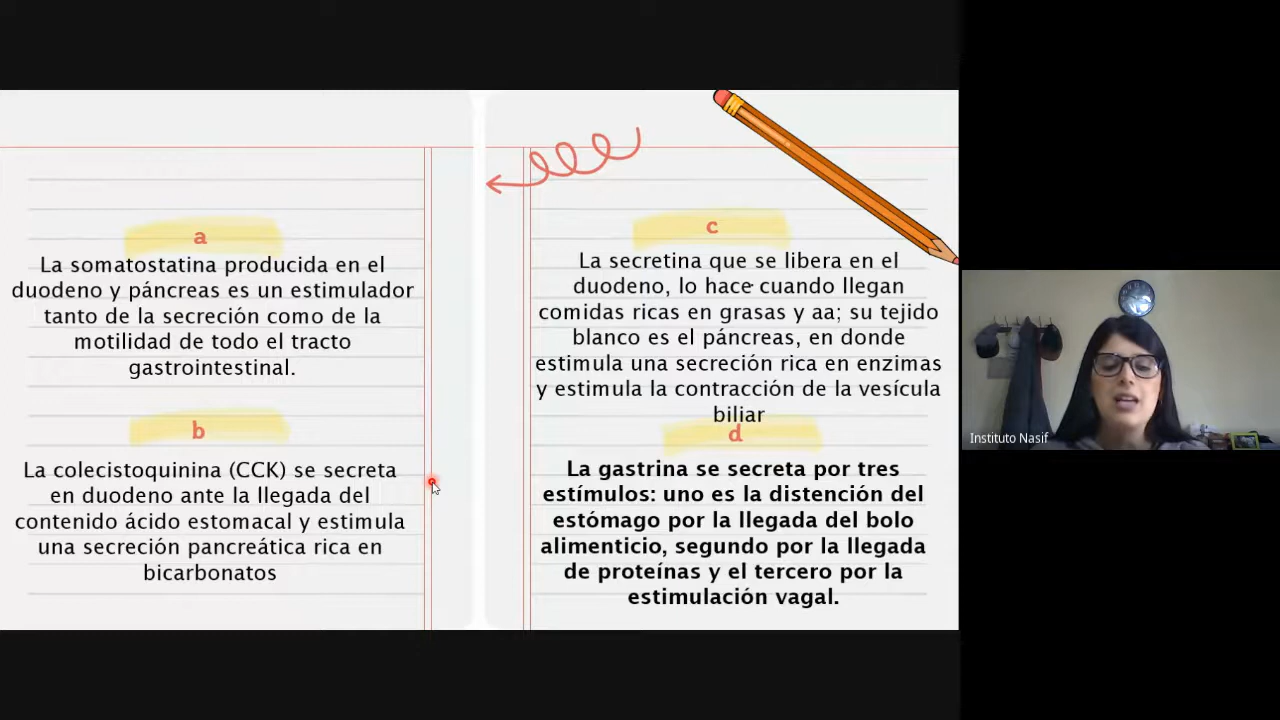 a
La somatostatina producida en el
duodeno y páncreas es un estimulador
tanto de la secreción como de la
motilidad de todo el tracto
gastrointestinal.
b
La colecistoquinina (CCK) se secreta
en duodeno ante la llegada del
contenido ácido estomacal y estimula
una secreción pancreática rica en
bicarbonatos
c
La secretina que se libera en el
duodeno, lo hace cuando llegan
comidas ricas en grasas y aa; su tejido
blanco es el páncreas, en donde
estimula una secreción rica en enzimas
y estimula la contracción de la vesícula
biliar
d
La gastrina se secreta por tres
estímulos: uno es la distención del
estómago por la llegada del bolo
alimenticio, segundo por la llegada
de proteínas y el tercero por la
estimulación vagal.
Instituto Nasif